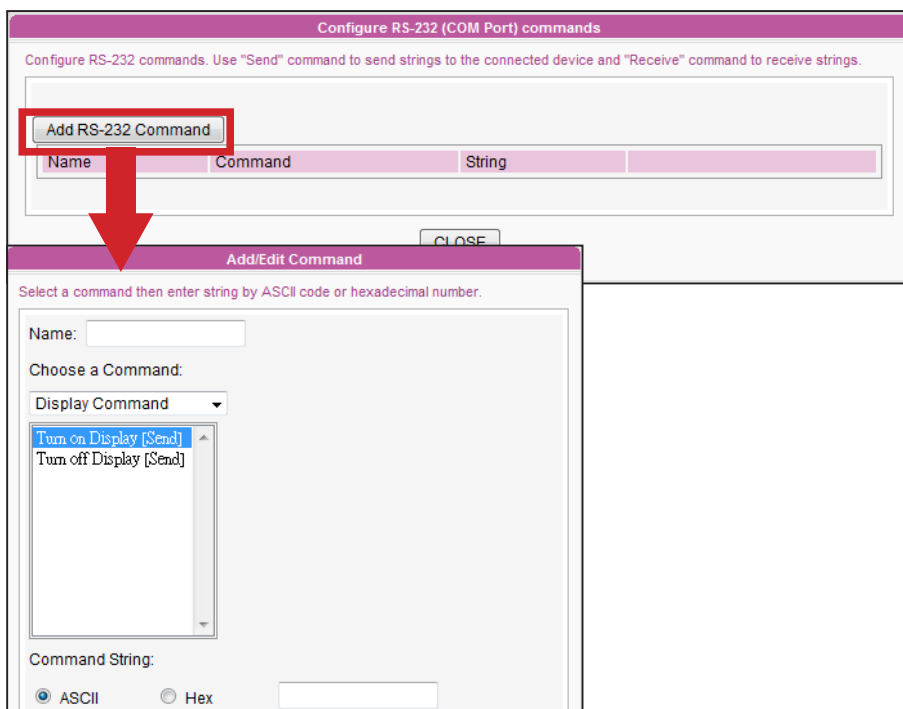 Configure RS-232 (COM Port) commands
Configure RS-232 commands. Use "Send" command to send strings to the connected device and "Receive" command to receive strings.
Add RS-232 Command
Name Command String
CLOSE
Add/Edit Command
Select a command then enter string by ASCII code or hexadecimal number.
Name:
Choose a Command:
Display Command
Turn on Display [Send]
Turn off Display [Send]
Command String:
ASCII Hex